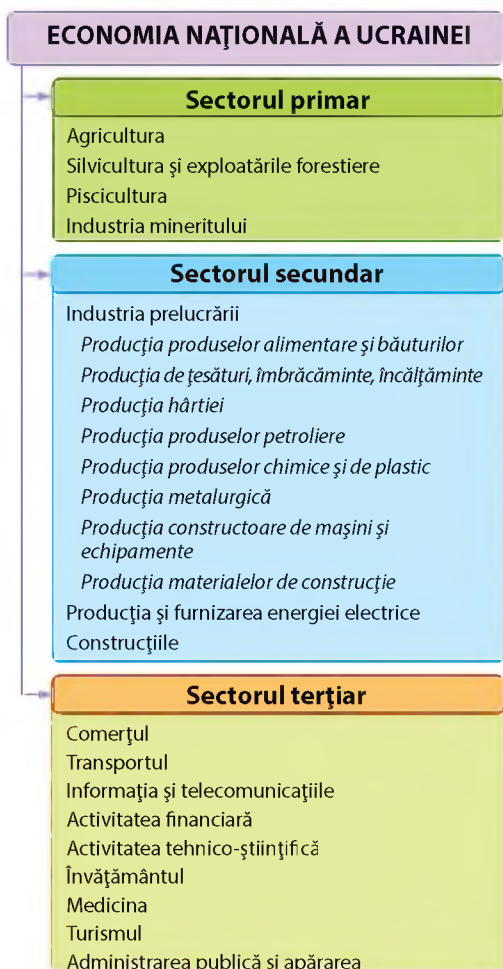 ECONOMIA NAŢIONALĂ A UCRAINEI
Sectorul primar
Agricultura
Silvicultura şi exploatările forestiere
Piscicultura
Industria mineritului
Sectorul secundar
Industria prelucrării
Producţia produselor alimentare şi băuturilor
Producţia de ţesături, îmbrăcăminte, încălţăminte
Producţia hârtiei
Producţia produselor petroliere
Producţia produselor chimice şi de plastic
Producţia metalurgică
Producţia constructoare de maşini şi
echipamente
Producţia materialelor de construcţie
Producţia şi furnizarea energiei electrice
Construcţiile
Sectorul terţiar
Comerţul
Transportul
Informaţia şi telecomunicaţiile
Activitatea financiară
Activitatea tehnico-ştiinţifică
Învăţământul
Medicina
Turismul
Administrarea publică şi apărarea